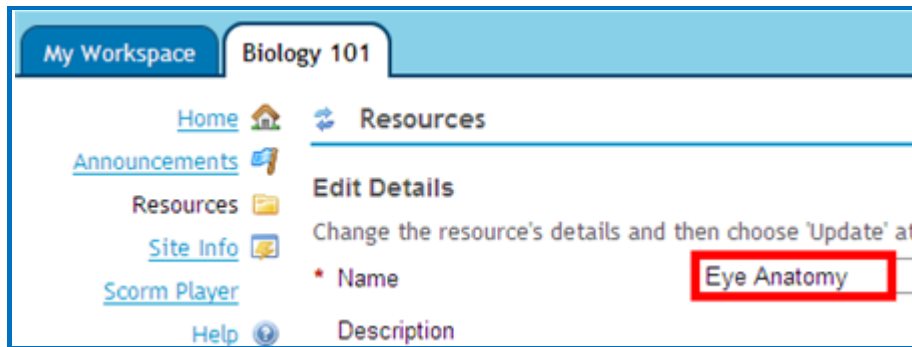 My Workspace Biology 101
Home
Announcements
Resources
Site Info
Scorm Player
Help
Resources
Edit Details
Change the resource's details and then choose 'Update' at
* Name Eye Anatomy
Description